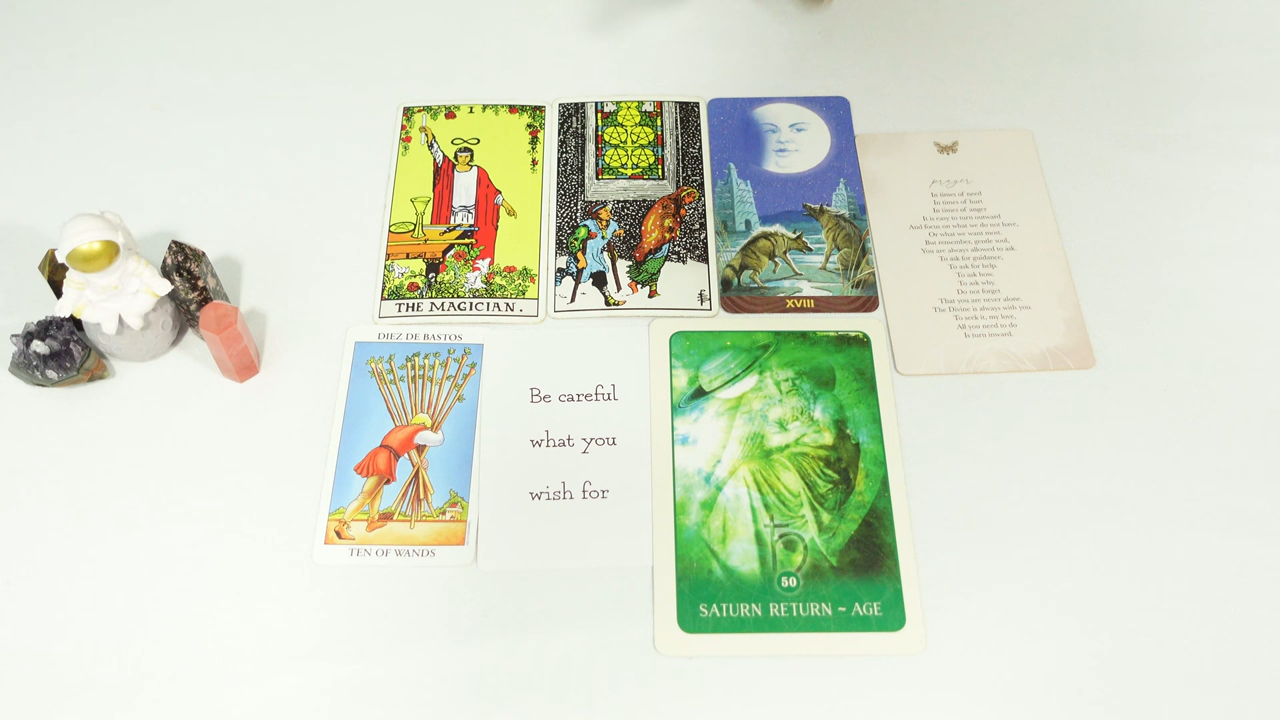 I
THE MAGICIAN.
XVIII
prayer
In times of need
In times of hurt
In times of anger
It is easy to turn outward
And focus on what we do not have,
Or what we want most.
But remember, gentle soul,
You are always allowed to ask.
To ask for guidance,
To ask for help.
To ask how.
To ask why.
Do not forget
That you are never alone.
The Divine is always with you.
To seek it, my love,
All you need to do
Is turn inward.
DIEZ DE BASTOS
TEN OF WANDS
Be careful
what you
wish for
50
SATURN RETURN ~ AGE